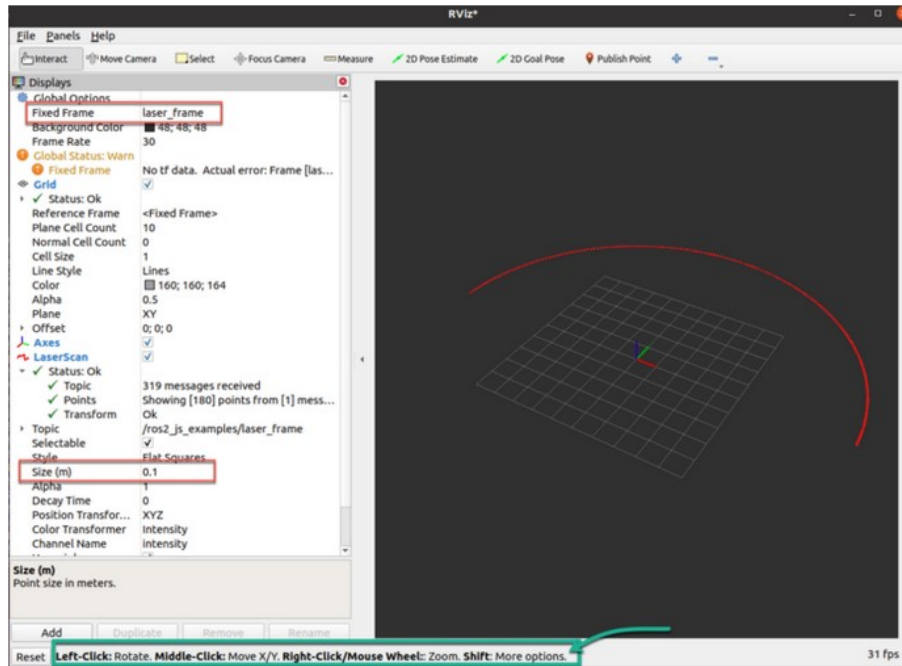 RViz*
File Panels Help
Interact Move Camera Select Focus Camera Measure 2D Pose Estimate 2D Goal Pose Publish Point
Displays
Global Options
Fixed Frame laser_frame
Background Color 48; 48; 48
Frame Rate 30
Global Status: Warn
Fixed Frame No tf data. Actual error: Frame [las...
Grid
Status: Ok
Reference Frame <Fixed Frame>
Plane Cell Count 10
Normal Cell Count 0
Cell Size 1
Line Style Lines
Color 160; 160; 164
Alpha 0.5
Plane XY
Offset 0; 0; 0
Axes
LaserScan
Status: Ok
Topic 319 messages received
Points Showing [180] points from [1] mess...
Transform Ok
Topic /ros2_js_examples/laser_frame
Selectable
Style Flat Squares
Size (m) 0.1
Alpha 1
Decay Time 0
Position Transfor... XYZ
Color Transformer Intensity
Channel Name intensity
Size (m)
Point size in meters.
Add Duplicate Remove Rename
Reset Left-Click: Rotate. Middle-Click: Move X/Y. Right-Click/Mouse Wheel:: Zoom. Shift: More options. 31 fps